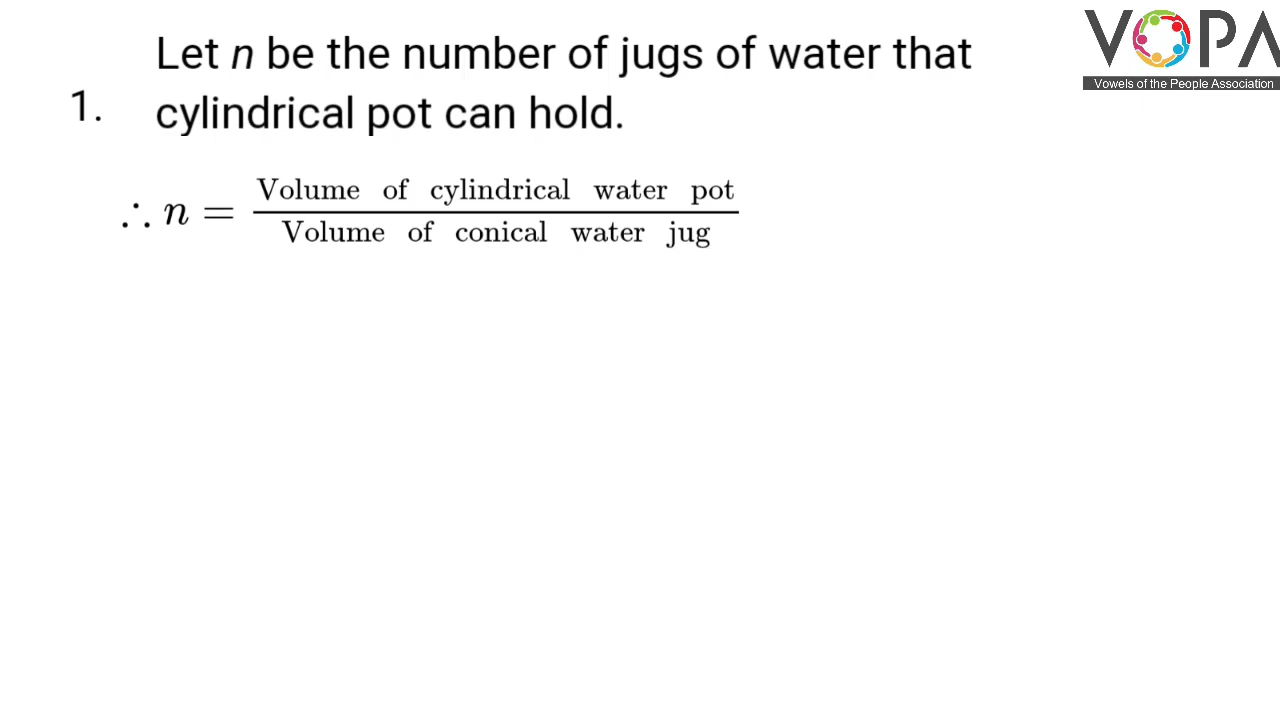 VOPA
Vowels of the People Association
Let n be the number of jugs of water that
1. cylindrical pot can hold.
∴ n = Volume of cylindrical water pot
Volume of conical water jug